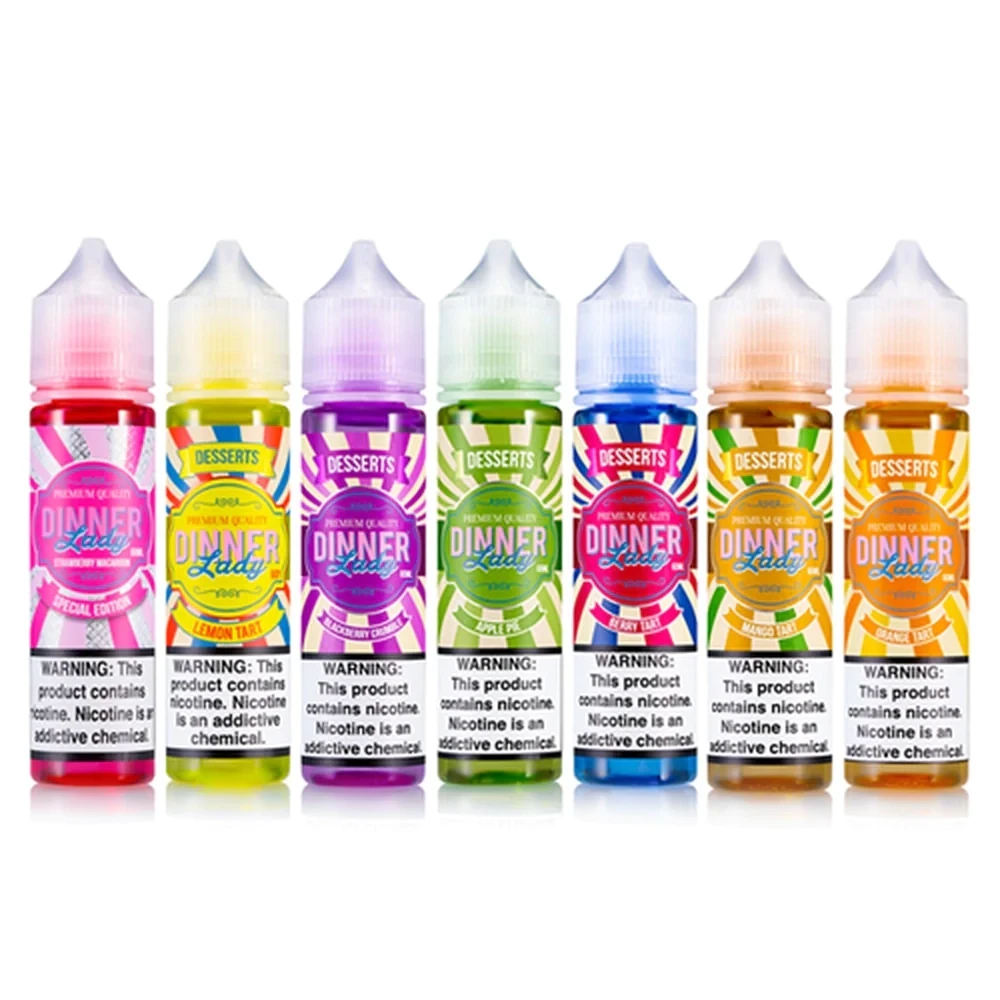 PREMIUM QUALITY
DINNER
Lady
60ML
STRAWBERRY MACAROON
SPECIAL EDITION
WARNING: This
product contains
nicotine. Nicotine is an
addictive chemical.
DESSERTS
PREMIUM QUALITY
DINNER
Lady
LEMON TART
WARNING: This
product contains
nicotine. Nicotine
is an addictive
chemical.
DESSERTS
PREMIUM QUALITY
DINNER
Lady
60ML
BLACKBERRY CRUMBLE
WARNING:
This product
contains nicotine.
Nicotine is an
addictive chemical.
DESSERTS
PREMIUM QUALITY
DINNER
Lady
60ML
APPLE PIE
WARNING:
This product
contains nicotine.
Nicotine is an
addictive chemical.
DESSERTS
PREMIUM QUALITY
DINNER
Lady
60ML
BERRY TART
WARNING:
This product
contains nicotine.
Nicotine is an
addictive chemical.
DESSERTS
PREMIUM QUALITY
DINNER
Lady
60ML
MANGO TART
WARNING:
This product
contains nicotine.
Nicotine is an
addictive chemical.
DESSERTS
PREMIUM QUALITY
DINNER
Lady
60ML
ORANGE TART
WARNING:
This product
contains nicotine.
Nicotine is an
addictive chemical.